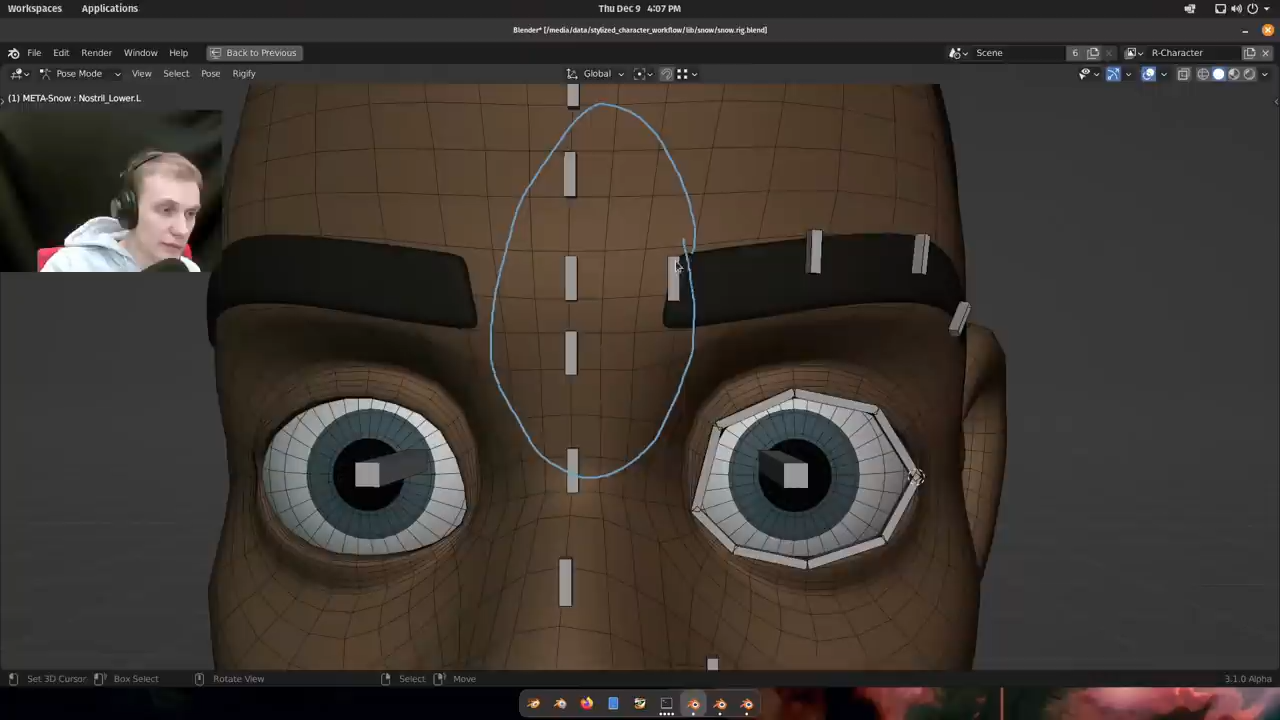 Workspaces Applications Thu Dec 9 4:07 PM
Blender* [/media/data/stylized_character_workflow/lib/snow/snow.rig.blend]
File Edit Render Window Help Back to Previous Scene 6 R-Character
Pose Mode View Select Pose Rigify Global
(1) META-Snow : Nostril_Lower.L
Set 3D Cursor Box Select Rotate View Select Move 3.1.0 Alpha